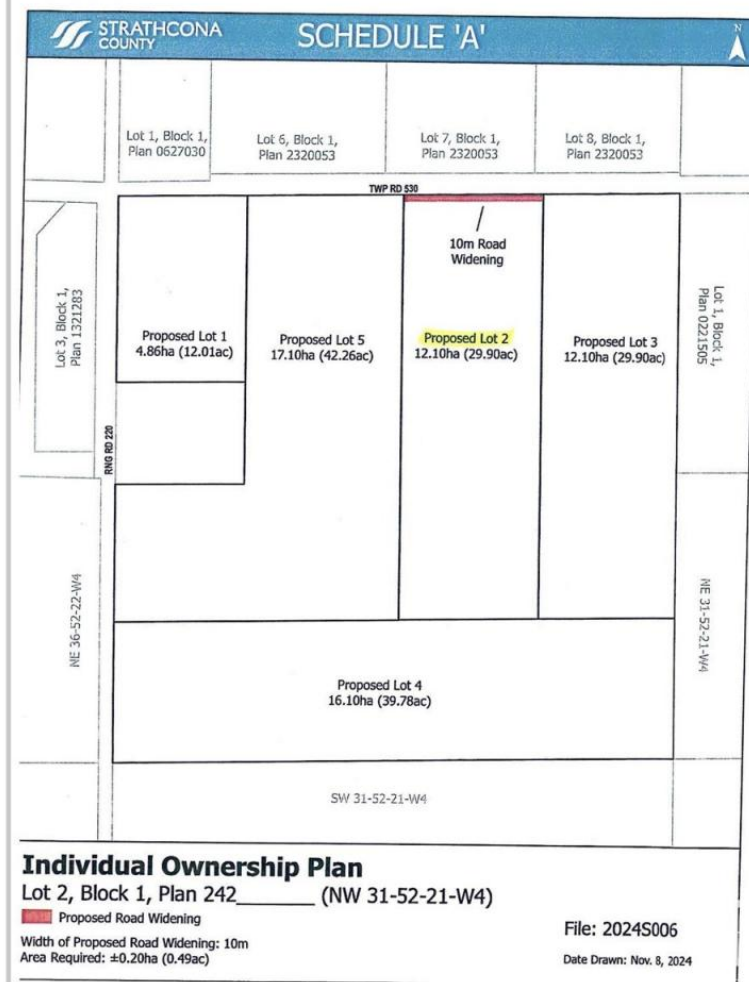 STRATHCONA
COUNTY
SCHEDULE 'A'
N
Lot 1, Block 1,
Plan 0627030
Lot 6, Block 1,
Plan 2320053
Lot 7, Block 1,
Plan 2320053
Lot 8, Block 1,
Plan 2320053
TWP RD 530
10m Road
Widening
Lot 3, Block 1,
Plan 1321283
Proposed Lot 1
4.86ha (12.01ac)
Proposed Lot 5
17.10ha (42.26ac)
Proposed Lot 2
12.10ha (29.90ac)
Proposed Lot 3
12.10ha (29.90ac)
Lot 1, Block 1,
Plan 0221505
RNG RD 220
NE 36-52-22-W4
NE 31-52-21-W4
Proposed Lot 4
16.10ha (39.78ac)
SW 31-52-21-W4
Individual Ownership Plan
Lot 2, Block 1, Plan 242_______ (NW 31-52-21-W4)
Proposed Road Widening
Width of Proposed Road Widening: 10m
Area Required: ±0.20ha (0.49ac)
File: 2024S006
Date Drawn: Nov. 8, 2024